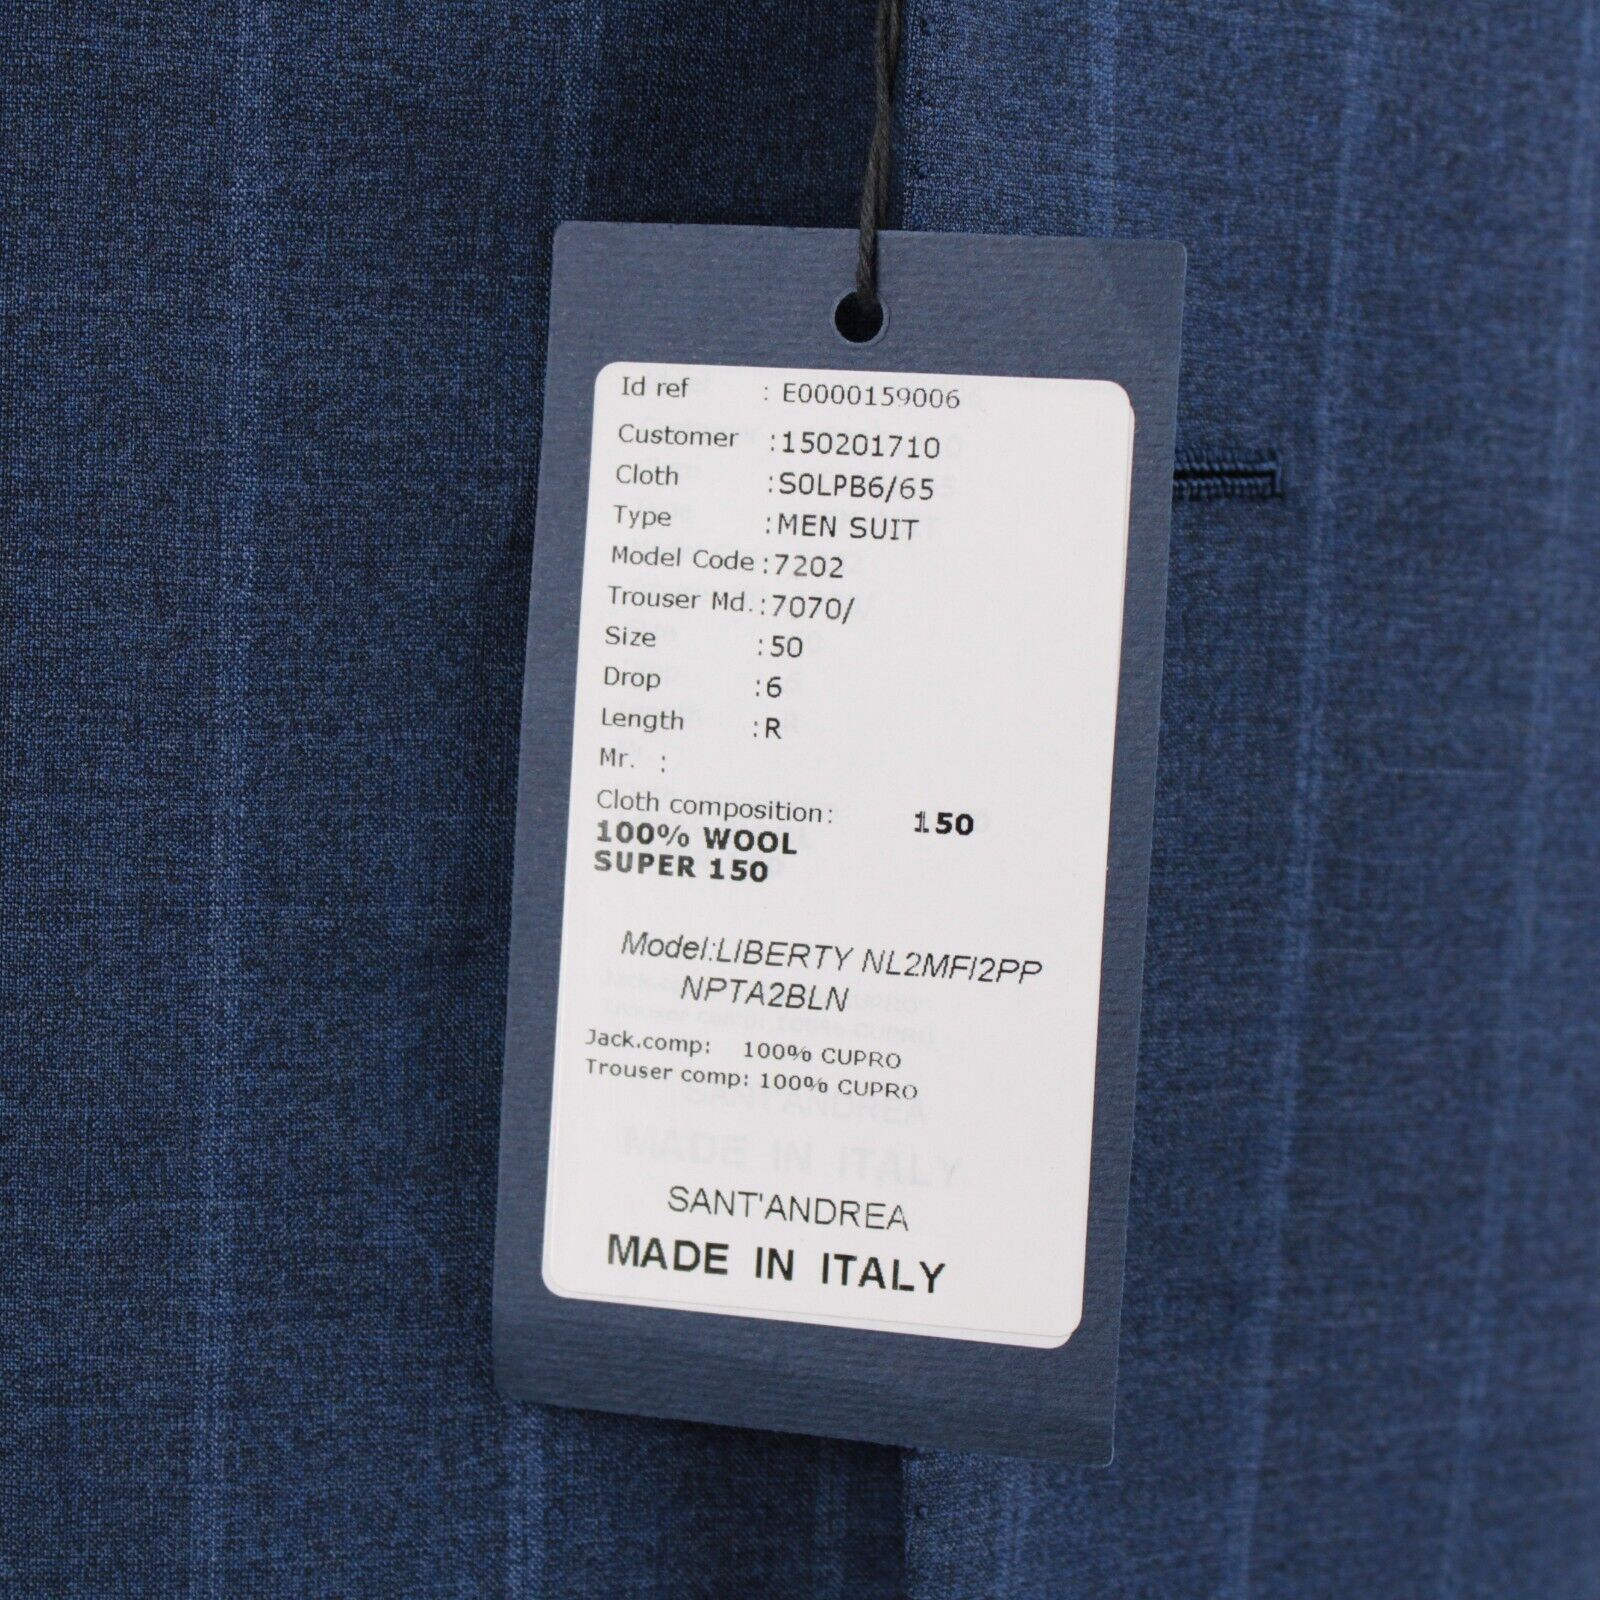 Id ref : E0000159006
Customer :150201710
Cloth :S0LPB6/65
Type :MEN SUIT
Model Code :7202
Trouser Md. :7070/
Size :50
Drop :6
Length :R
Mr. :
Cloth composition: 150
100% WOOL
SUPER 150
Model:LIBERTY NL2MFI2PP
NPTA2BLN
Jack.comp: 100% CUPRO
Trouser comp: 100% CUPRO
SANT'ANDREA
MADE IN ITALY